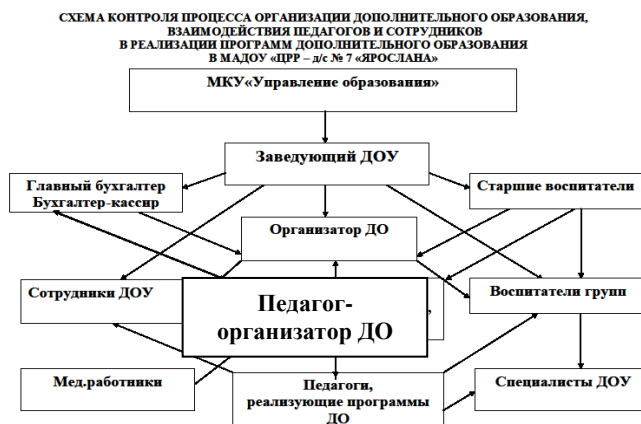 СХЕМА КОНТРОЛЯ ПРОЦЕССА ОРГАНИЗАЦИИ ДОПОЛНИТЕЛЬНОГО ОБРАЗОВАНИЯ,
ВЗАИМОДЕЙСТВИЯ ПЕДАГОГОВ И СОТРУДНИКОВ
В РЕАЛИЗАЦИИ ПРОГРАММ ДОПОЛНИТЕЛЬНОГО ОБРАЗОВАНИЯ
В МАДОУ «ЦРР – д/с № 7 «ЯРОСЛАНА»
МКУ«Управление образования»
Заведующий ДОУ
Главный бухгалтер
Бухгалтер-кассир
Старшие воспитатели
Организатор ДО
Сотрудники ДОУ
Педагог-
организатор ДО
Воспитатели групп
Мед.работники
Педагоги,
реализующие программы
ДО
Специалисты ДОУ